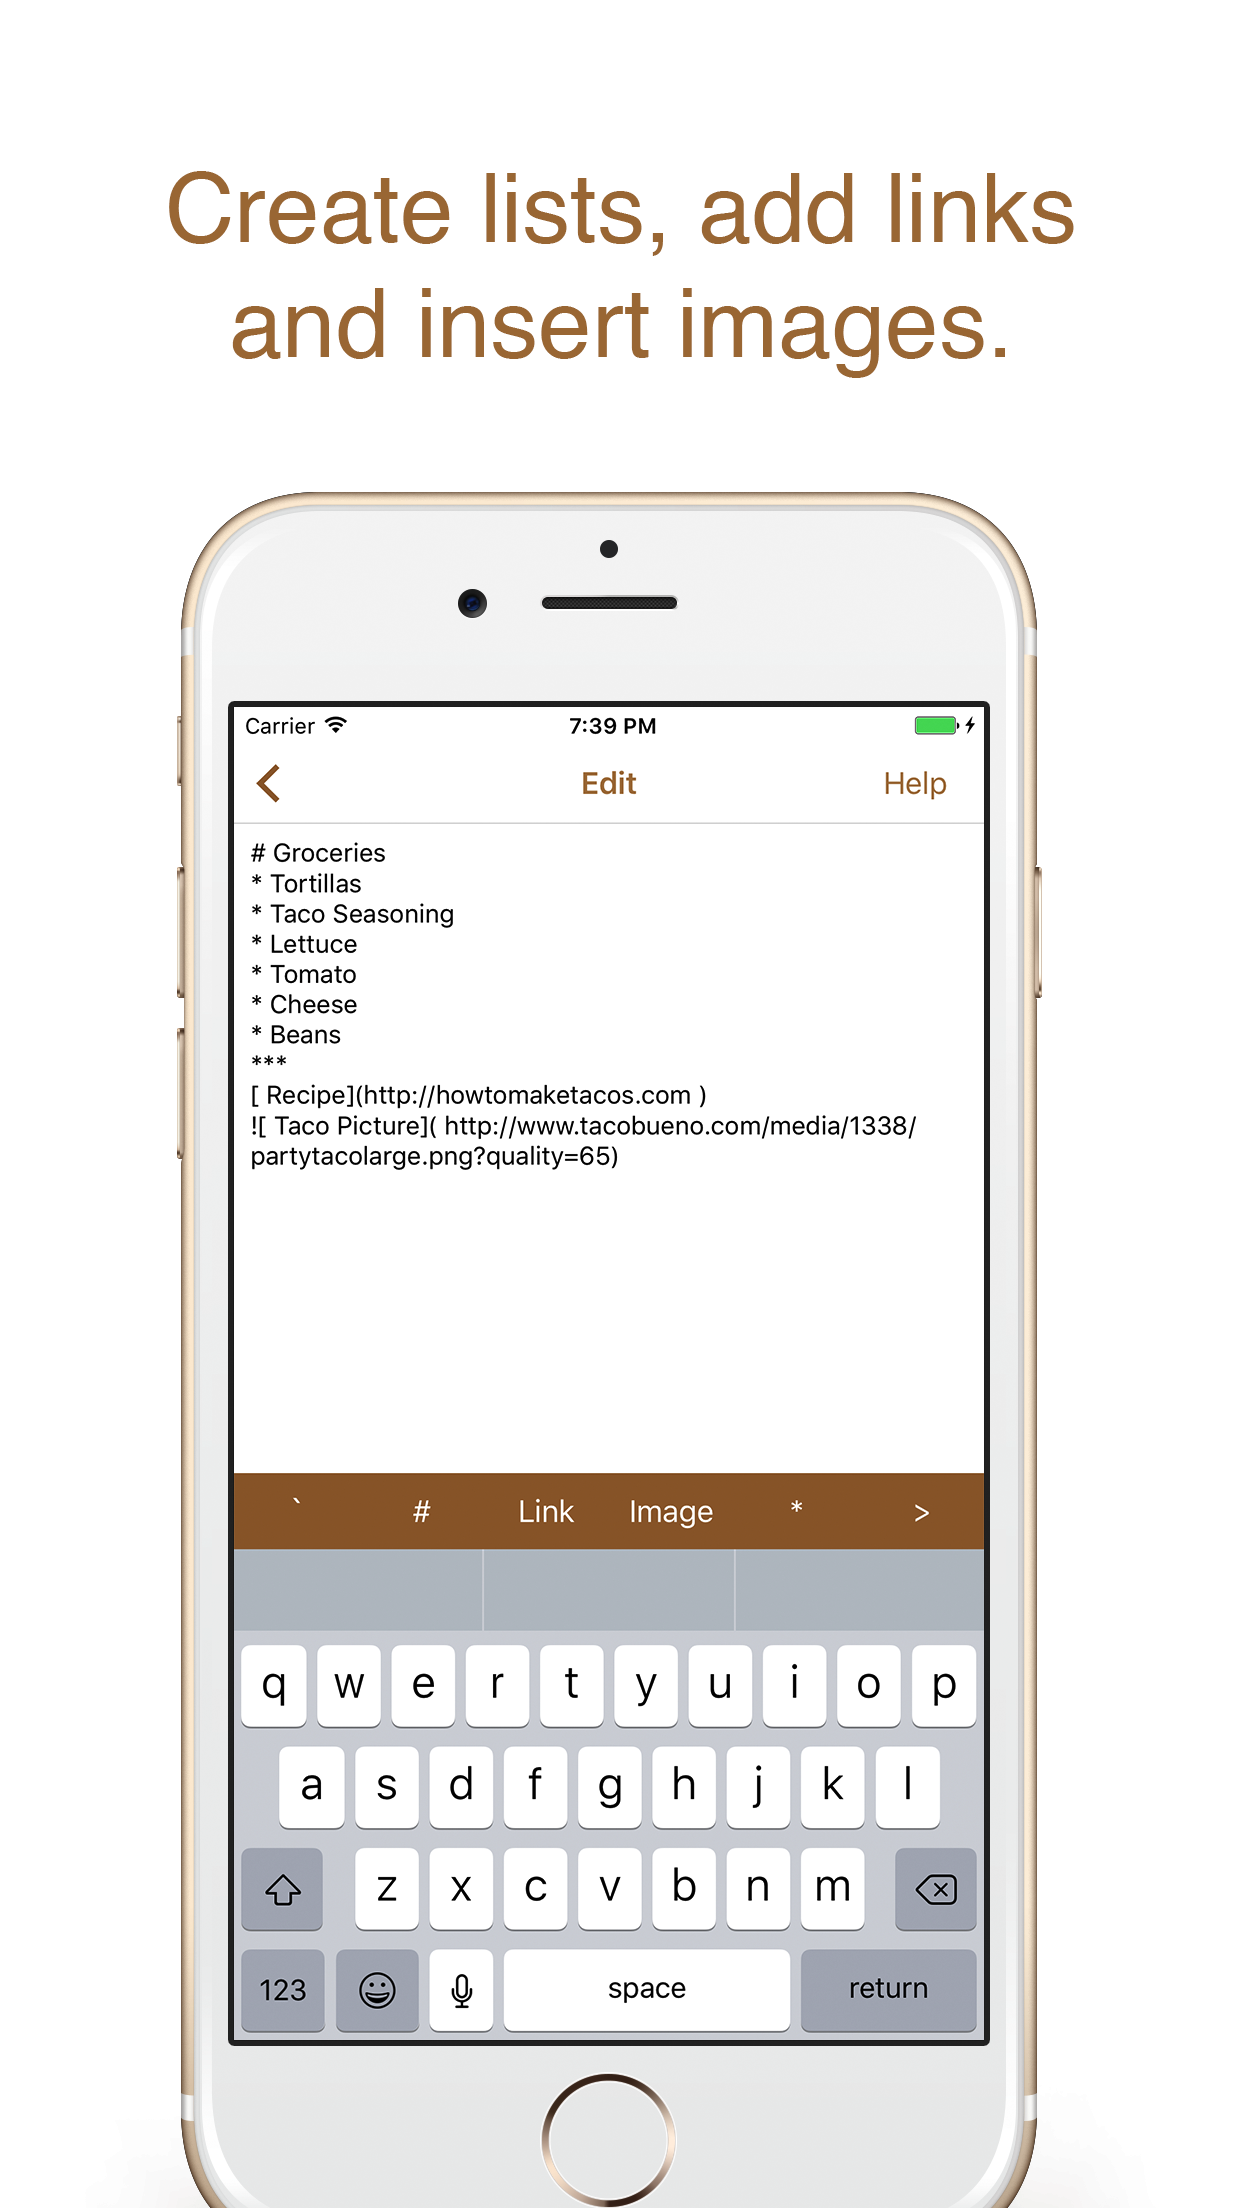 Create lists, add links
and insert images.
Carrier 7:39 PM
Edit Help
# Groceries
* Tortillas
* Taco Seasoning
* Lettuce
* Tomato
* Cheese
* Beans
***
[ Recipe](http://howtomaketacos.com )
![ Taco Picture]( http://www.tacobueno.com/media/1338/
partytacolarge.png?quality=65)
` # Link Image * >
q w e r t y u i o p
a s d f g h j k l
z x c v b n m
123 space return